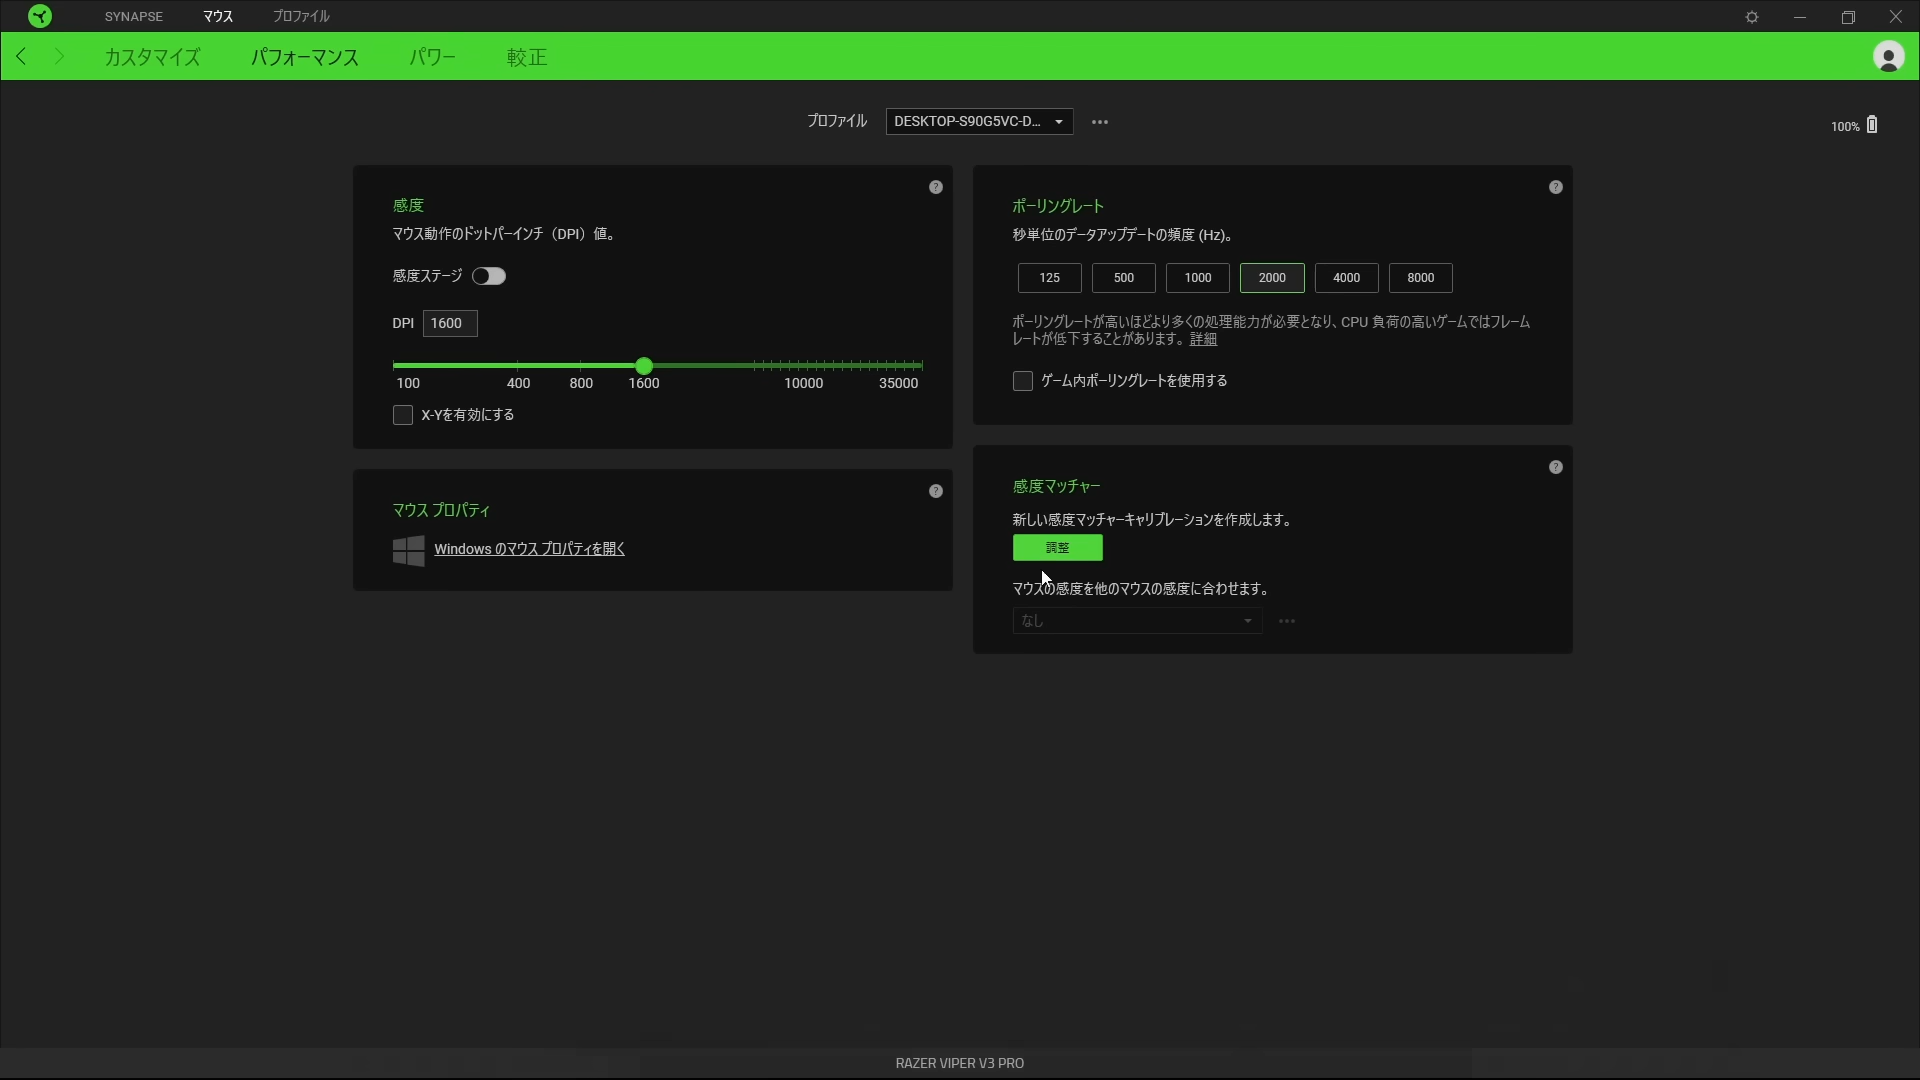 SYNAPSE マウス プロファイル
カスタマイズ パフォーマンス パワー 較正
プロファイル DESKTOP-S90G5VC-D... 
100%
感度
マウス動作のドットパーインチ（DPI）値。
感度ステージ
DPI 1600
100 400 800 1600 10000 35000
X-Yを有効にする
マウス プロパティ
Windows のマウス プロパティを開く
ポーリングレート
秒単位のデータアップデートの頻度 (Hz)。
125 500 1000 2000 4000 8000
ポーリングレートが高いほどより多くの処理能力が必要となり、CPU 負荷の高いゲームではフレーム
レートが低下することがあります。詳細
ゲーム内ポーリングレートを使用する
感度マッチャー
新しい感度マッチャーキャリブレーションを作成します。
調整
マウスの感度を他のマウスの感度に合わせます。
なし
RAZER VIPER V3 PRO